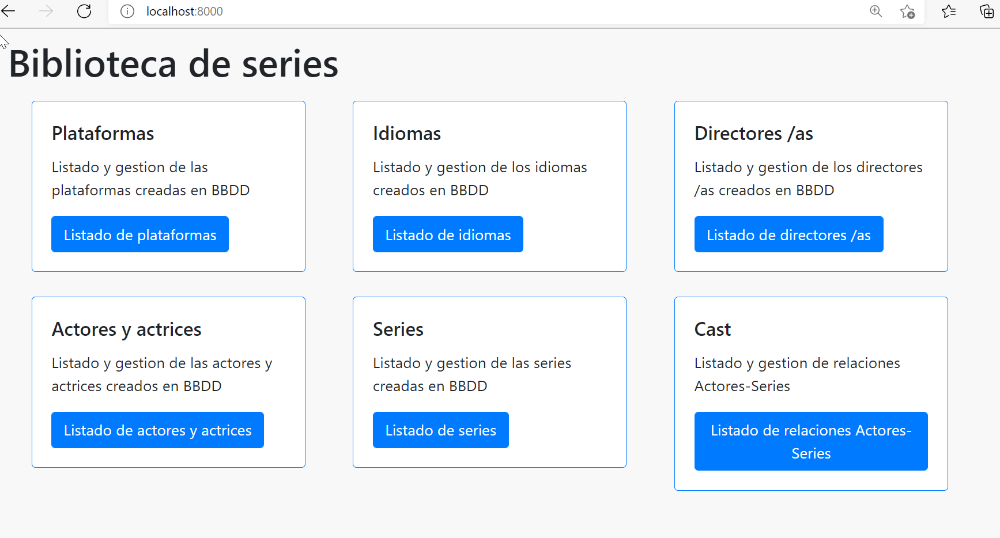 localhost:8000
Biblioteca de series
Plataformas
Listado y gestion de las
plataformas creadas en BBDD
Listado de plataformas
Idiomas
Listado y gestion de los idiomas
creados en BBDD
Listado de idiomas
Directores /as
Listado y gestion de los directores
/as creados en BBDD
Listado de directores /as
Actores y actrices
Listado y gestion de las actores y
actrices creados en BBDD
Listado de actores y actrices
Series
Listado y gestion de las series
creadas en BBDD
Listado de series
Cast
Listado y gestion de relaciones
Actores-Series
Listado de relaciones Actores-
Series